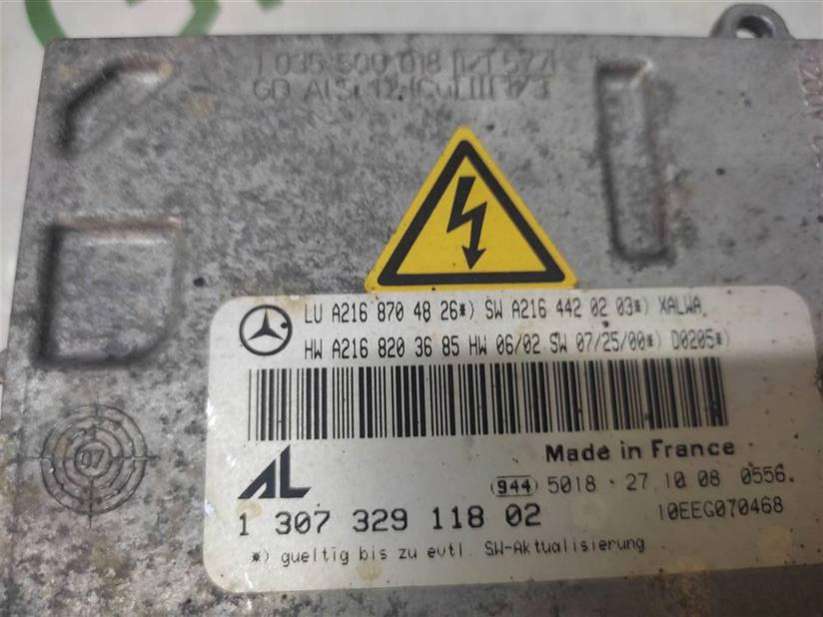 1 035 500 018
LU A216 870 48 26*) SW A216 442 02 03*) XALWA
HW A216 820 36 85 HW 06/02 SW 07/25/00*) D0205*)
07
Made in France
AL
944 5018 - 27 10 08 0556.
1 307 329 118 02
10EEG070468
*) gueltig bis zu evtl. SW-Aktualisierung